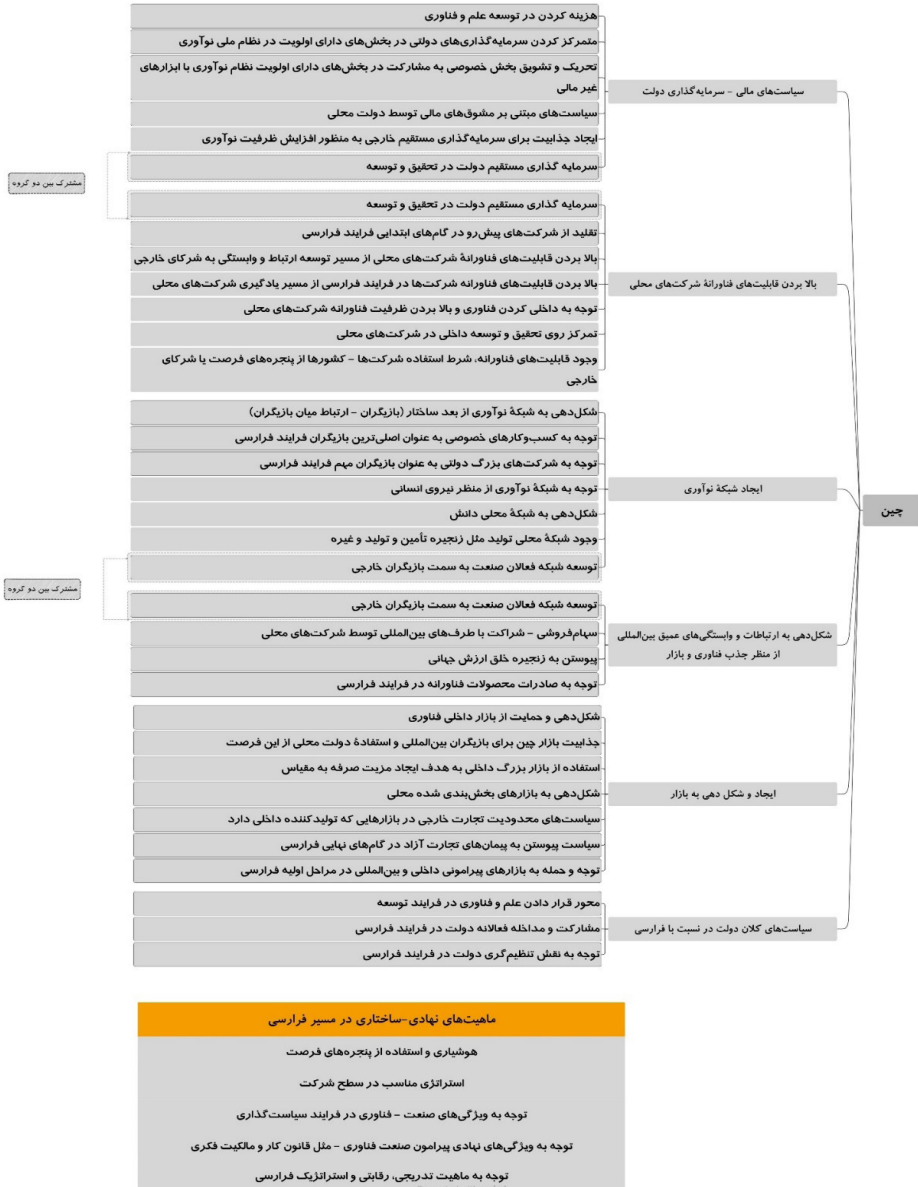 چین
سیاست‌های مالی – سرمایه‌گذاری دولت
هزینه کردن در توسعه علم و فناوری
متمرکز کردن سرمایه‌گذاری‌های دولتی در بخش‌های دارای اولویت در نظام ملی نوآوری
تحریک و تشویق بخش خصوصی به مشارکت در بخش‌های دارای اولویت نظام نوآوری با ابزارهای
غیر مالی
سیاست‌های مبتنی بر مشوق‌های مالی توسط دولت محلی
ایجاد جذابیت برای سرمایه‌گذاری مستقیم خارجی به منظور افزایش ظرفیت نوآوری
سرمایه گذاری مستقیم دولت در تحقیق و توسعه
مشترک بین دو گروه
بالا بردن قابلیت‌های فناورانهٔ شرکت‌های محلی
سرمایه گذاری مستقیم دولت در تحقیق و توسعه
تقلید از شرکت‌های پیش‌رو در گام‌های ابتدایی فرایند فرارسی
بالا بردن قابلیت‌های فناورانهٔ شرکت‌های محلی از مسیر توسعه ارتباط و وابستگی به شرکای خارجی
بالا بردن قابلیت‌های فناورانه شرکت‌ها در فرایند فرارسی از مسیر یادگیری شرکت‌های محلی
توجه به داخلی کردن فناوری و بالا بردن ظرفیت فناورانه شرکت‌های محلی
تمرکز روی تحقیق و توسعه داخلی در شرکت‌های محلی
وجود قابلیت‌های فناورانه، شرط استفاده شرکت‌ها – کشورها از پنجره‌های فرصت یا شرکای
خارجی
ایجاد شبکهٔ نوآوری
شکل‌دهی به شبکهٔ نوآوری از بعد ساختار (بازیگران – ارتباط میان بازیگران)
توجه به کسب‌وکارهای خصوصی به عنوان اصلی‌ترین بازیگران فرایند فرارسی
توجه به شرکت‌های بزرگ دولتی به عنوان بازیگران مهم فرایند فرارسی
توجه به شبکهٔ نوآوری از منظر نیروی انسانی
شکل‌دهی به شبکهٔ محلی دانش
وجود شبکهٔ محلی تولید مثل زنجیره تأمین و تولید و غیره
توسعه شبکه فعالان صنعت به سمت بازیگران خارجی
مشترک بین دو گروه
شکل‌دهی به ارتباطات و وابستگی‌های عمیق بین‌المللی
از منظر جذب فناوری و بازار
توسعه شبکه فعالان صنعت به سمت بازیگران خارجی
سهام‌فروشی – شراکت با طرف‌های بین‌المللی توسط شرکت‌های محلی
پیوستن به زنجیره خلق ارزش جهانی
توجه به صادرات محصولات فناورانه در فرایند فرارسی
ایجاد و شکل دهی به بازار
شکل‌دهی و حمایت از بازار داخلی فناوری
جذابیت بازار چین برای بازیگران بین‌المللی و استفادهٔ دولت محلی از این فرصت
استفاده از بازار بزرگ داخلی به هدف ایجاد مزیت صرفه به مقیاس
شکل‌دهی به بازارهای بخش‌بندی شده محلی
سیاست‌های محدودیت تجارت خارجی در بازارهایی که تولیدکننده داخلی دارد
سیاست پیوستن به پیمان‌های تجارت آزاد در گام‌های نهایی فرارسی
توجه و حمله به بازارهای پیرامونی داخلی و بین‌المللی در مراحل اولیه فرارسی
سیاست‌های کلان دولت در نسبت با فرارسی
محور قرار دادن علم و فناوری در فرایند توسعه
مشارکت و مداخله فعالانه دولت در فرایند فرارسی
توجه به نقش تنظیم‌گری دولت در فرایند فرارسی
ماهیت‌های نهادی-ساختاری در مسیر فرارسی
هوشیاری و استفاده از پنجره‌های فرصت
استراتژی مناسب در سطح شرکت
توجه به ویژگی‌های صنعت – فناوری در فرایند سیاست‌گذاری
توجه به ویژگی‌های نهادی پیرامون صنعت فناوری – مثل قانون کار و مالکیت فکری
توجه به ماهیت تدریجی، رقابتی و استراتژیک فرارسی